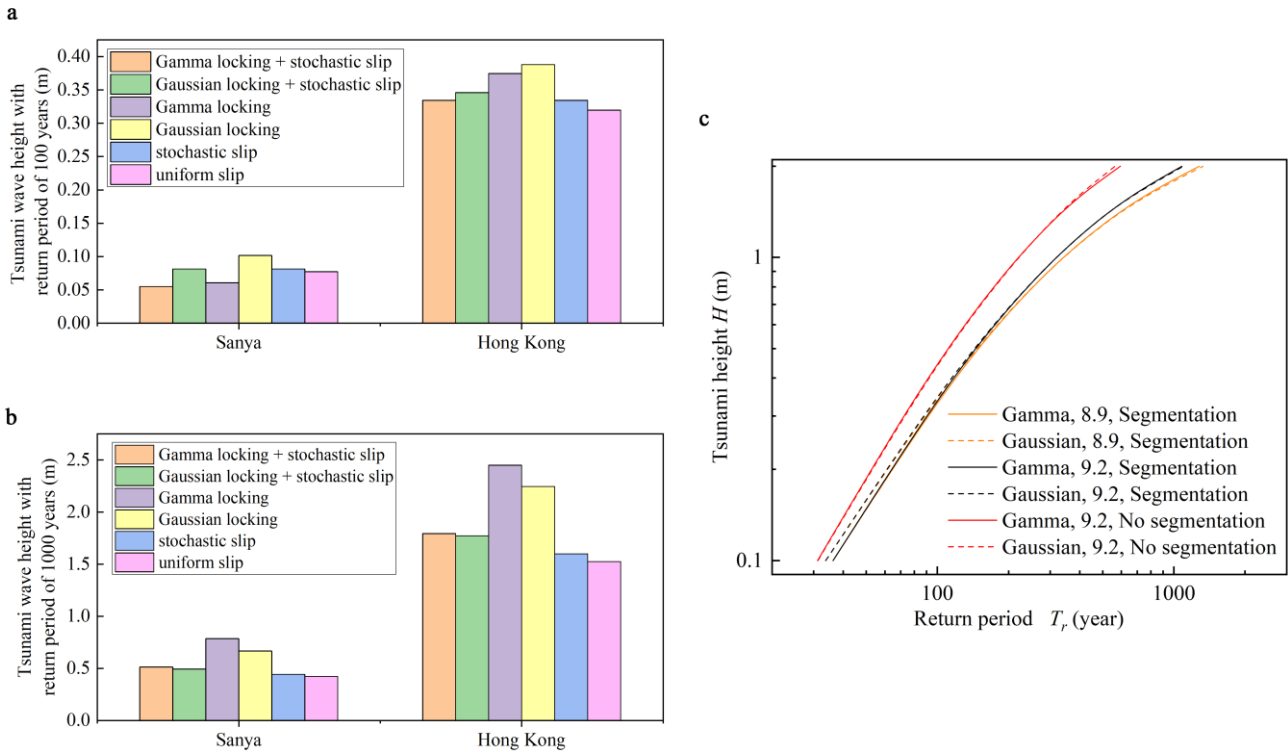 a
Tsunami wave height with
return period of 100 years (m)
0.40
0.35
0.30
0.25
0.20
0.15
0.10
0.05
0.00
Gamma locking + stochastic slip
Gaussian locking + stochastic slip
Gamma locking
Gaussian locking
stochastic slip
uniform slip
Sanya
Hong Kong
b
Tsunami wave height with
return period of 1000 years (m)
2.5
2.0
1.5
1.0
0.5
0.0
Gamma locking + stochastic slip
Gaussian locking + stochastic slip
Gamma locking
Gaussian locking
stochastic slip
uniform slip
Sanya
Hong Kong
c
Tsunami height H (m)
1
0.1
Gamma, 8.9, Segmentation
Gaussian, 8.9, Segmentation
Gamma, 9.2, Segmentation
Gaussian, 9.2, Segmentation
Gamma, 9.2, No segmentation
Gaussian, 9.2, No segmentation
100
1000
Return period Tr (year)